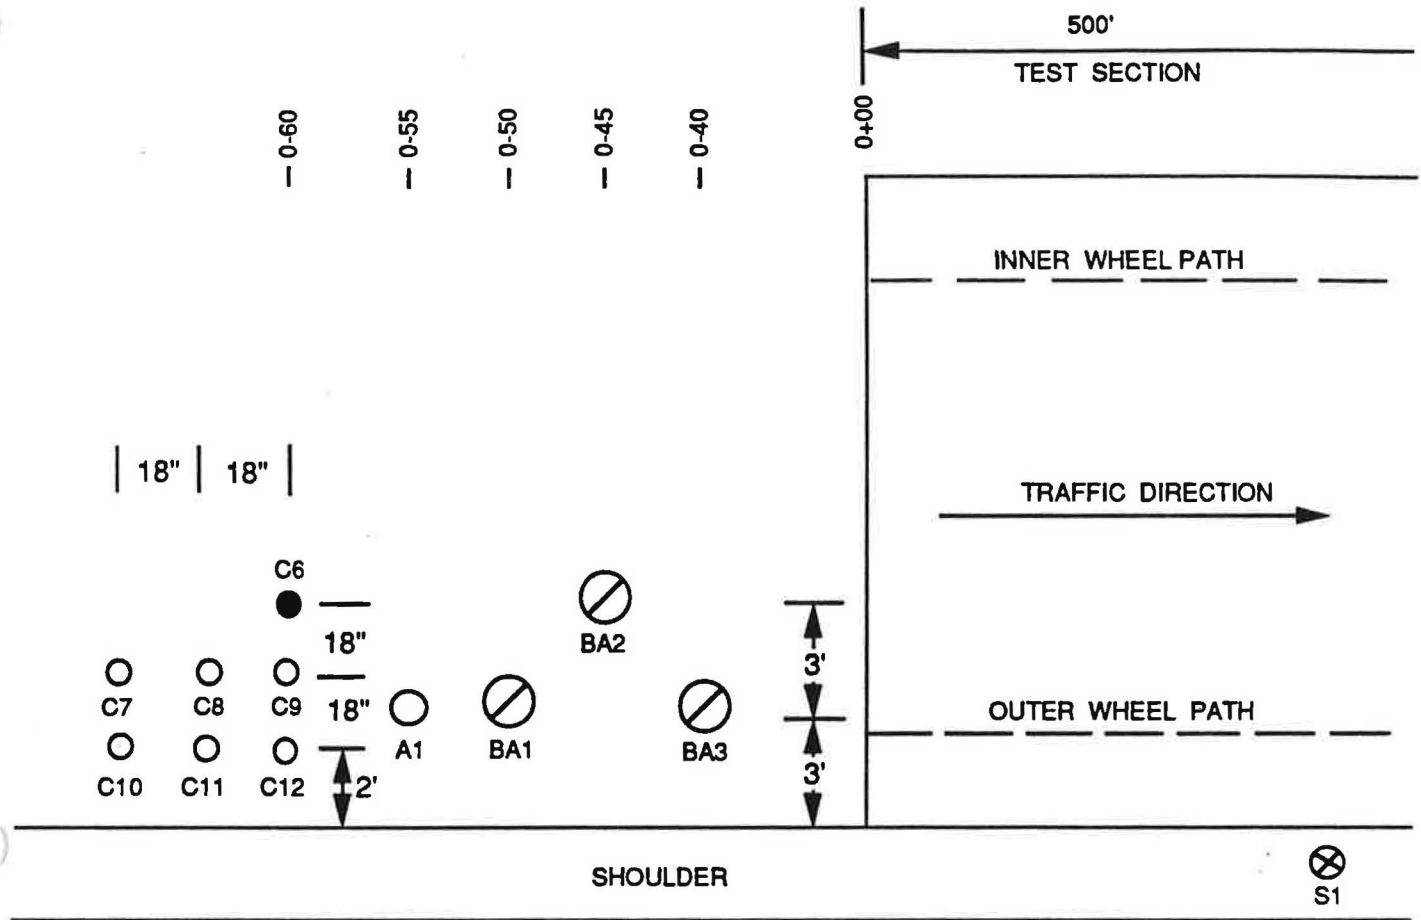 500'
TEST SECTION
0-60
0-55
0-50
0-45
0-40
0+00
INNER WHEEL PATH
18" 18"
TRAFFIC DIRECTION
C6
18"
BA2
3'
C7 C8 C9 18"
OUTER WHEEL PATH
A1 BA1 BA3
C10 C11 C12 2'
3'
SHOULDER
S1